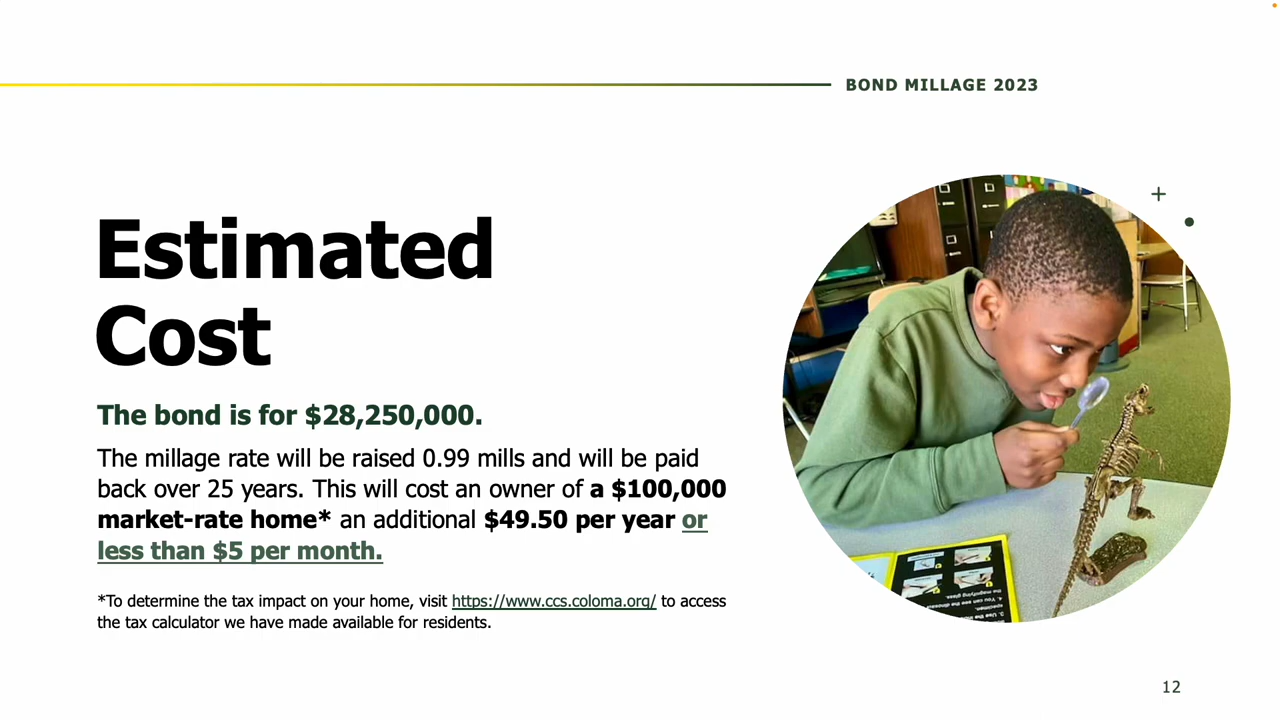 BOND MILLAGE 2023
Estimated
Cost
The bond is for $28,250,000.
The millage rate will be raised 0.99 mills and will be paid
back over 25 years. This will cost an owner of a $100,000
market-rate home* an additional $49.50 per year or
less than $5 per month.
*To determine the tax impact on your home, visit https://www.ccs.coloma.org/ to access
the tax calculator we have made available for residents.
12